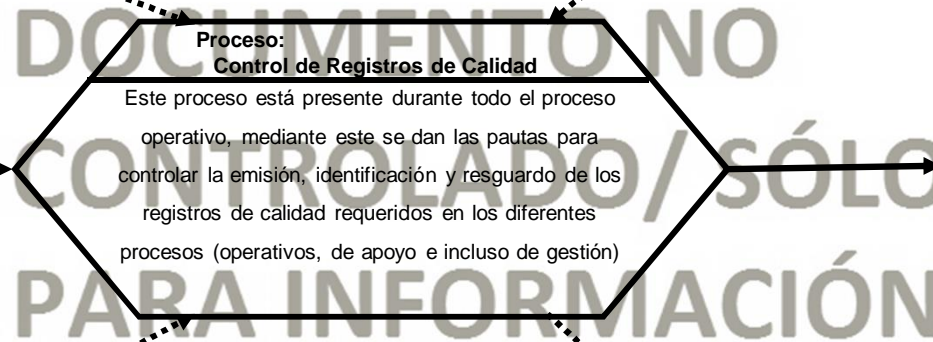 DOCUMENTO NO
Proceso:
Control de Registros de Calidad
Este proceso está presente durante todo el proceso
operativo, mediante este se dan las pautas para
CONTROLADO/ SÓLO
controlar la emisión, identificación y resguardo de los
registros de calidad requeridos en los diferentes
procesos (operativos, de apoyo e incluso de gestión)
PARA INFORMACIÓN